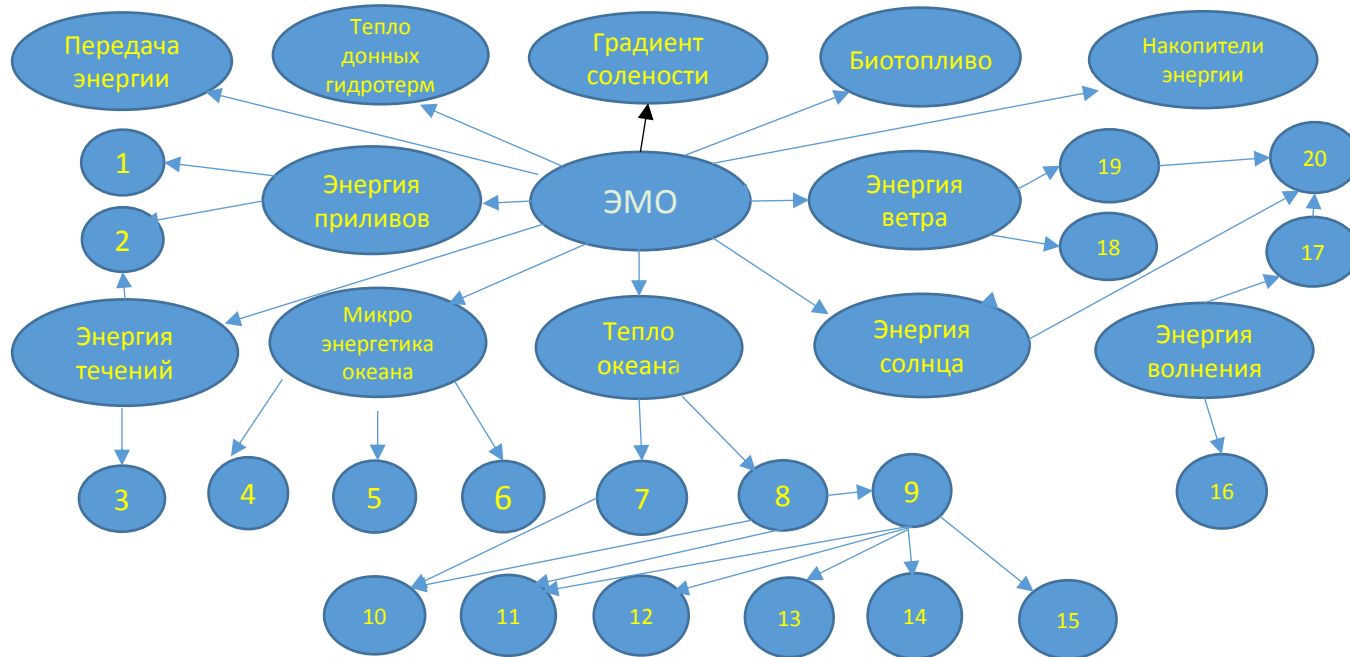 Передача
энергии
Тепло
донных
гидротерм
Градиент
солености
Биотопливо
Накопители
энергии
1
Энергия
приливов
ЭМО
Энергия
ветра
19
20
2
18
17
Энергия
течений
Микро
энергетика
океана
Тепло
океана
Энергия
солнца
Энергия
волнения
3
4
5
6
7
8
9
16
10
11
12
13
14
15